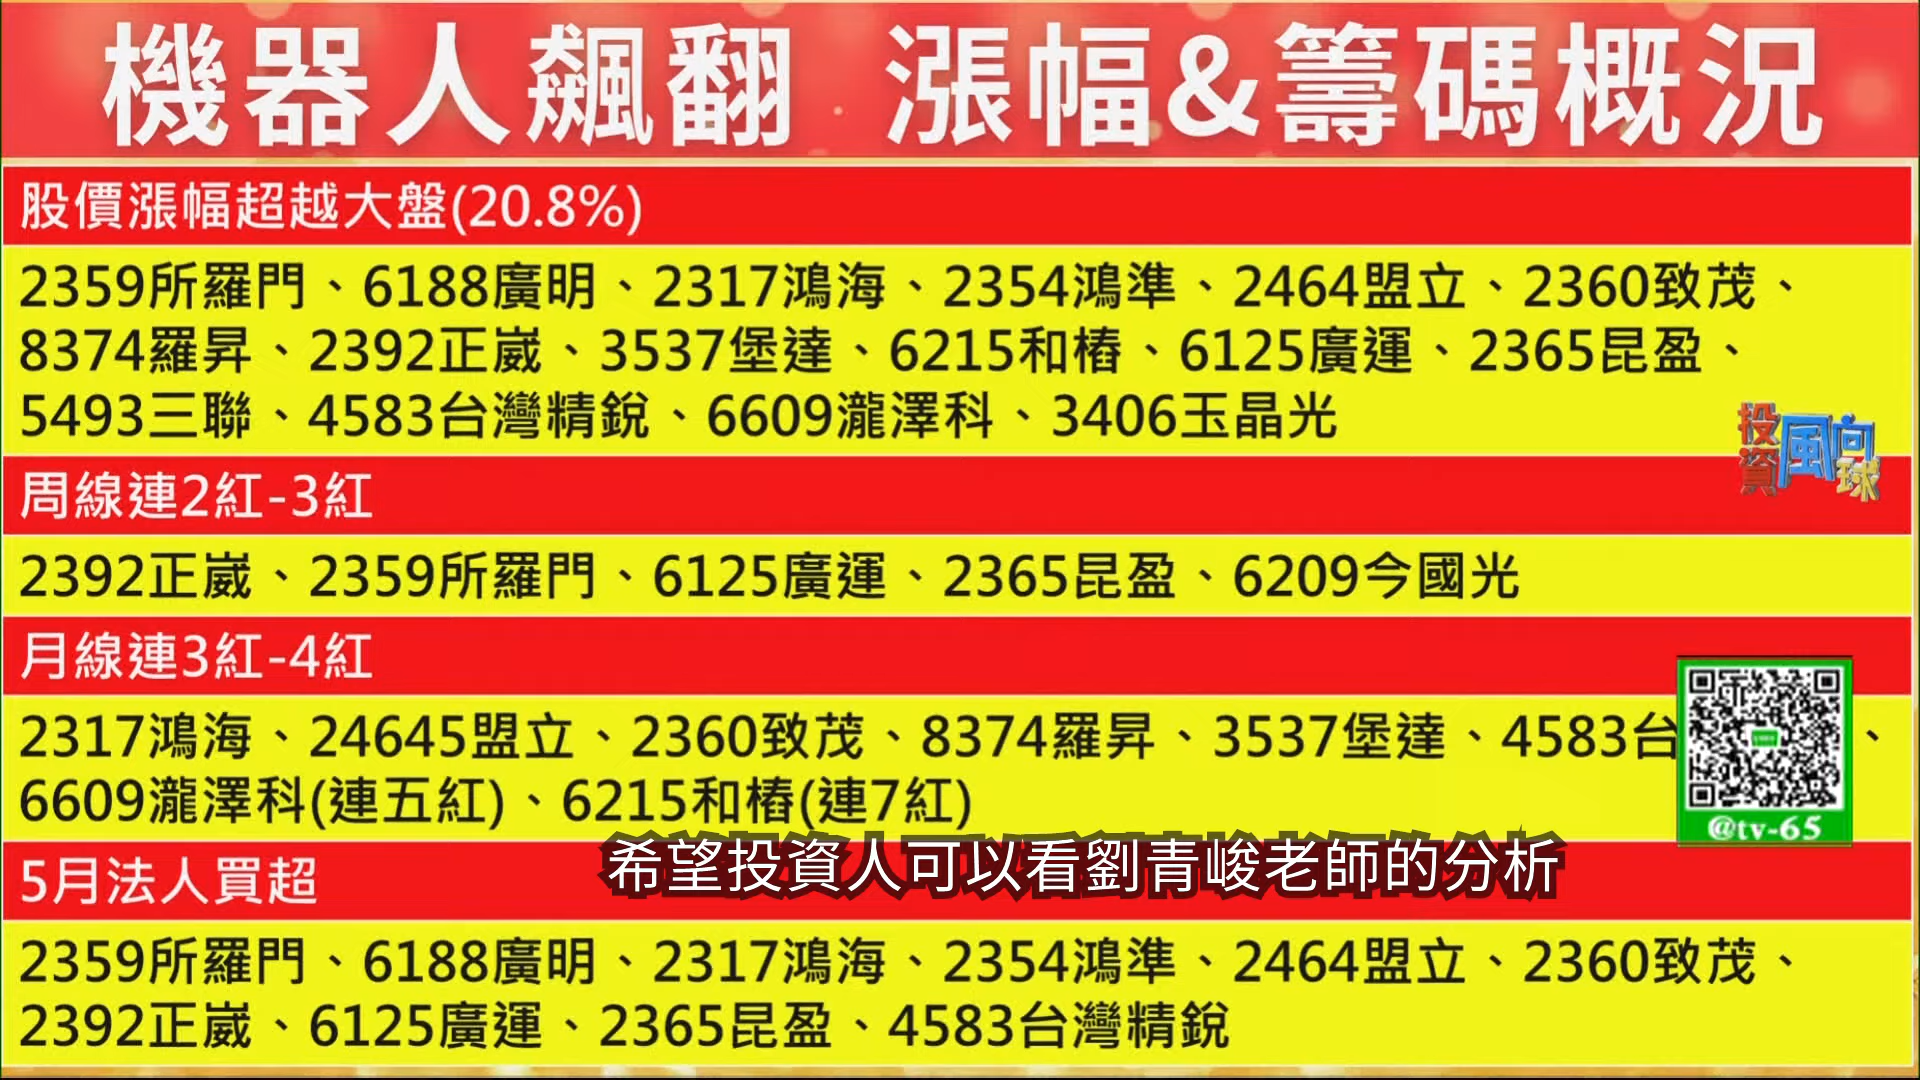 機器人飆翻 漲幅&籌碼概況
股價漲幅超越大盤(20.8%)
2359所羅門、6188廣明、2317鴻海、2354鴻準、2464盟立、2360致茂、
8374羅昇、2392正崴、3537堡達、6215和樁、6125廣運、2365昆盈、
5493三聯、4583台灣精銳、6609瀧澤科、3406玉晶光
投資風向球
周線連2紅-3紅
2392正崴、2359所羅門、6125廣運、2365昆盈、6209今國光
月線連3紅-4紅
2317鴻海、24645盟立、2360致茂、8374羅昇、3537堡達、4583台、
6609瀧澤科(連五紅)、6215和樁(連7紅)
@tv-65
希望投資人可以看劉青峻老師的分析
5月法人買超
2359所羅門、6188廣明、2317鴻海、2354鴻準、2464盟立、2360致茂、
2392正崴、6125廣運、2365昆盈、4583台灣精銳